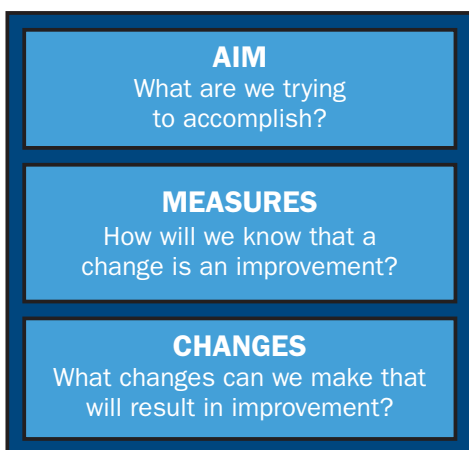 AIM
What are we trying
to accomplish?
MEASURES
How will we know that a
change is an improvement?
CHANGES
What changes can we make that
will result in improvement?